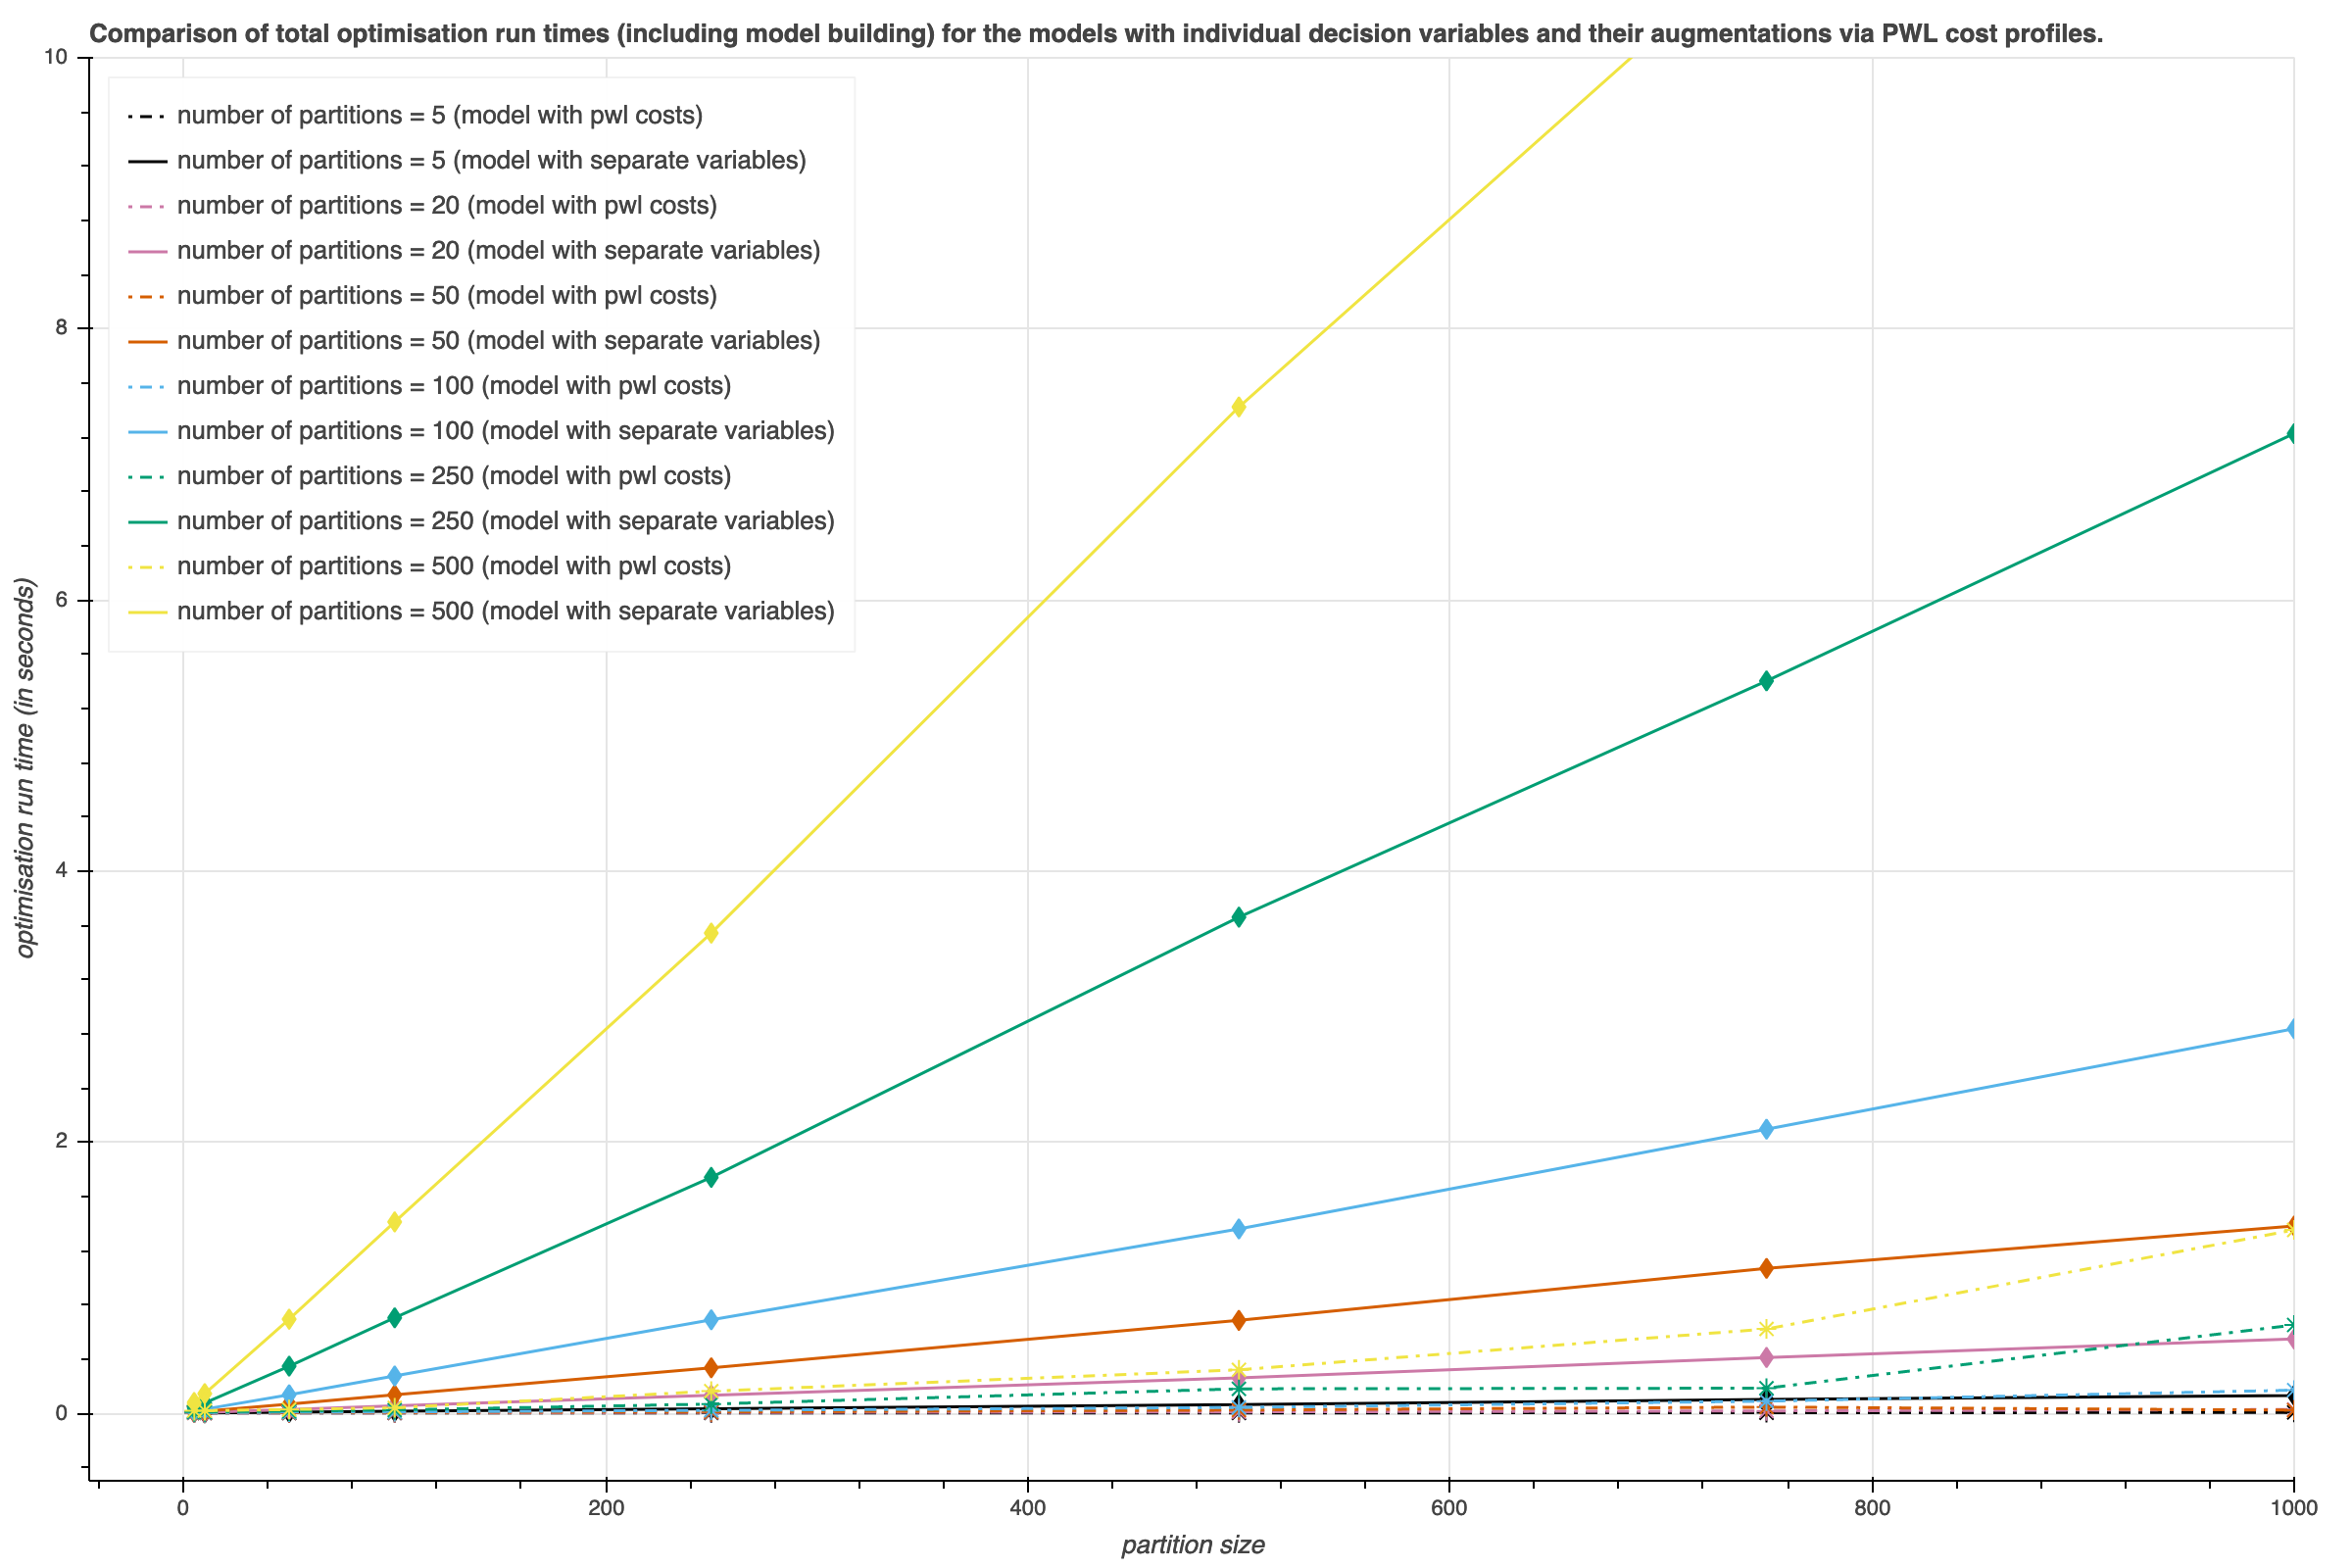 Comparison of total optimisation run times (including model building) for the models with individual decision variables and their augmentations via PWL cost profiles.
10
8
6
4
2
0
optimisation run time (in seconds)
number of partitions = 5 (model with pwl costs)
number of partitions = 5 (model with separate variables)
number of partitions = 20 (model with pwl costs)
number of partitions = 20 (model with separate variables)
number of partitions = 50 (model with pwl costs)
number of partitions = 50 (model with separate variables)
number of partitions = 100 (model with pwl costs)
number of partitions = 100 (model with separate variables)
number of partitions = 250 (model with pwl costs)
number of partitions = 250 (model with separate variables)
number of partitions = 500 (model with pwl costs)
number of partitions = 500 (model with separate variables)
0 200 400 600 800 1000
partition size